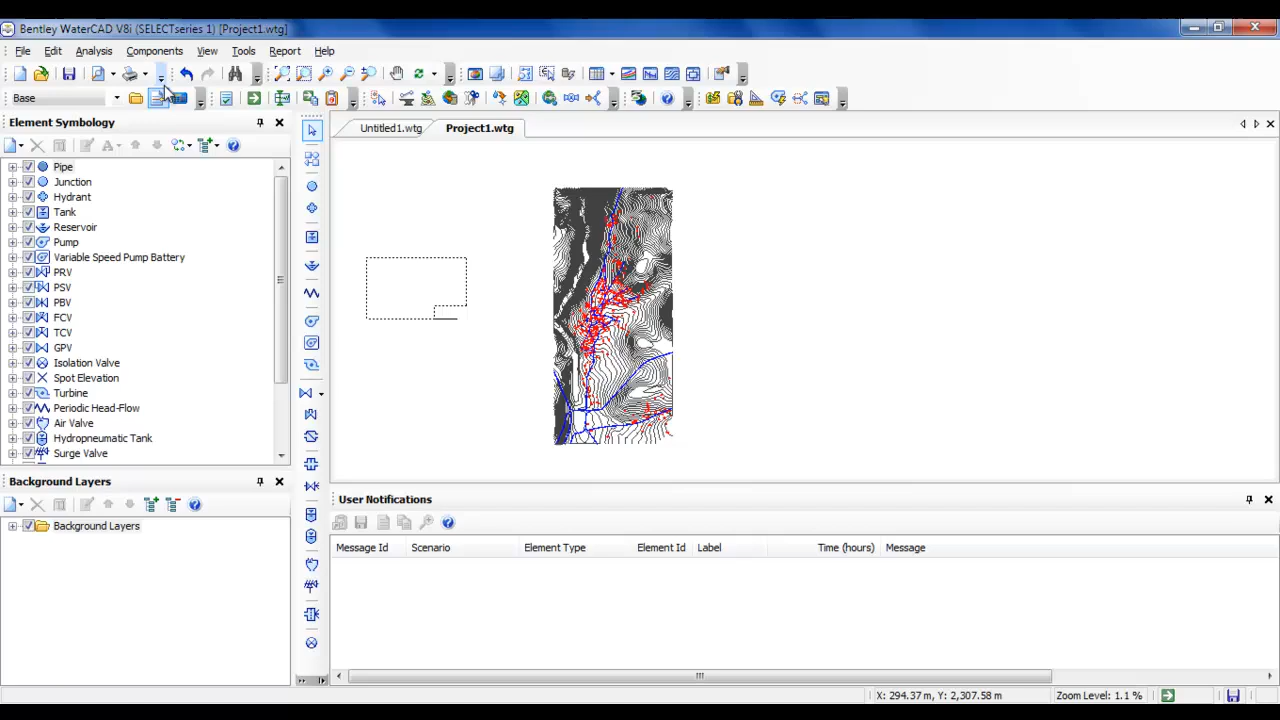 Bentley WaterCAD V8i (SELECTseries 1) [Project1.wtg]
File Edit Analysis Components View Tools Report Help
Base
Element Symbology
Untitled1.wtg Project1.wtg
Pipe
Junction
Hydrant
Tank
Reservoir
Pump
Variable Speed Pump Battery
PRV
PSV
PBV
FCV
TCV
GPV
Isolation Valve
Spot Elevation
Turbine
Periodic Head-Flow
Air Valve
Hydropneumatic Tank
Surge Valve
Background Layers
Background Layers
User Notifications
Message Id Scenario Element Type Element Id Label Time (hours) Message
X: 294.37 m, Y: 2,307.58 m Zoom Level: 1.1 %